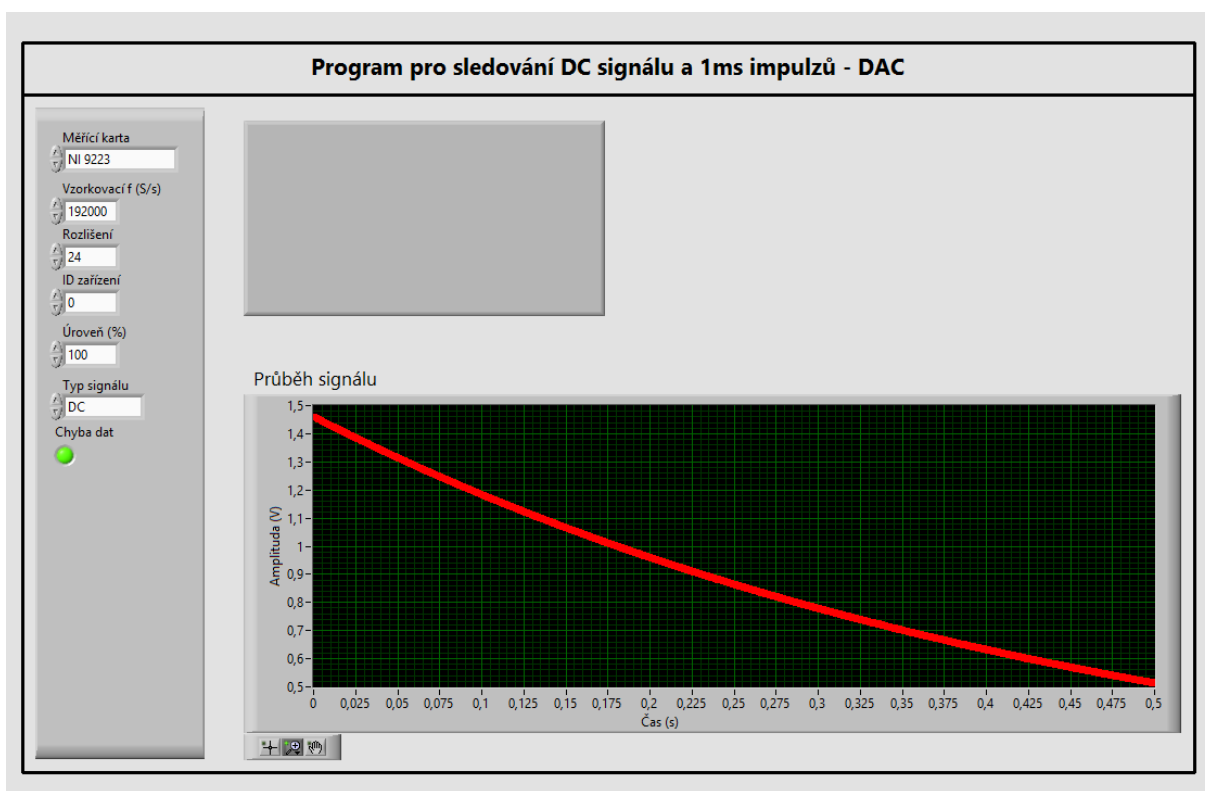 Program pro sledování DC signálu a 1ms impulzů - DAC
Měřící karta
NI 9223
Vzorkovací f (S/s)
192000
Rozlišení
24
ID zařízení
0
Úroveň (%)
100
Typ signálu
DC
Chyba dat
Průběh signálu
Amplituda (V)
1,5
1,4
1,3
1,2
1,1
1
0,9
0,8
0,7
0,6
0,5
0 0,025 0,05 0,075 0,1 0,125 0,15 0,175 0,2 0,225 0,25 0,275 0,3 0,325 0,35 0,375 0,4 0,425 0,45 0,475 0,5
Čas (s)